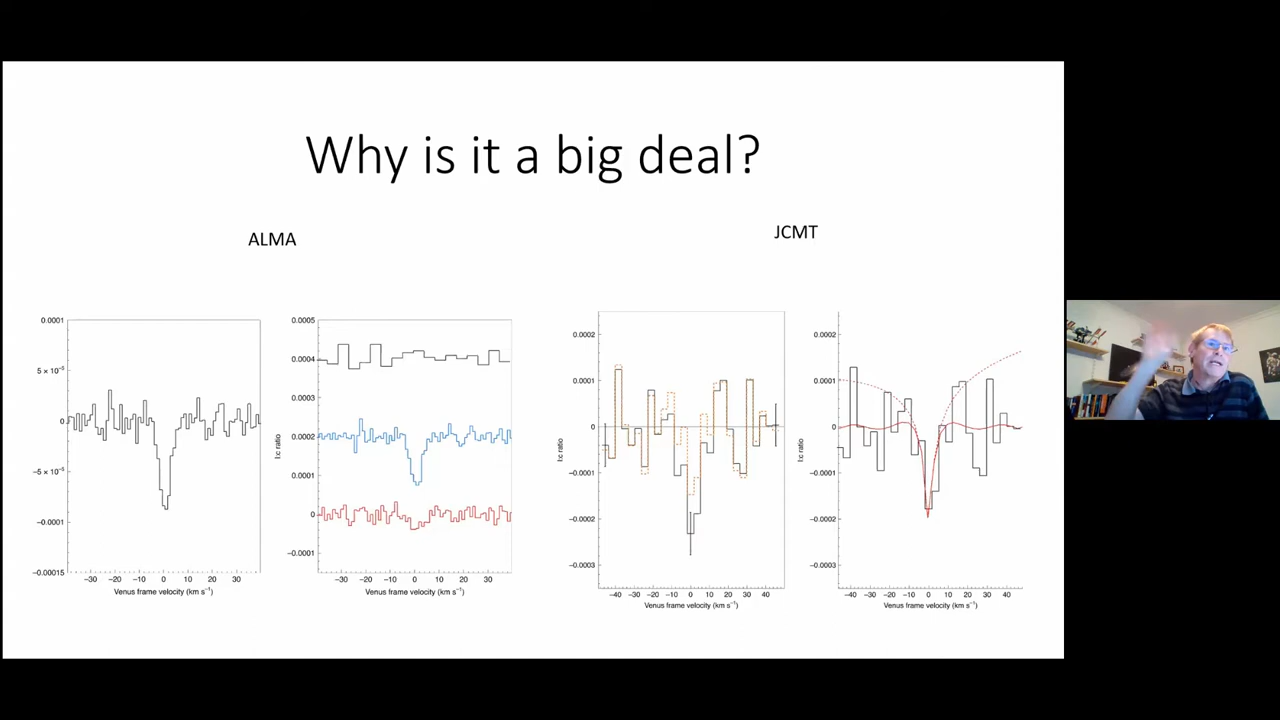 Why is it a big deal?
ALMA
JCMT
0.0001
5 × 10⁻⁵
0
−5 × 10⁻⁵
−0.0001
−0.00015
−30 −20 −10 0 10 20 30
Venus frame velocity (km s⁻¹)
0.0005
0.0004
0.0003
0.0002
0.0001
0
−0.0001
l:c ratio
−30 −20 −10 0 10 20 30
Venus frame velocity (km s⁻¹)
0.0002
0.0001
0
−0.0001
−0.0002
−0.0003
l:c ratio
−40 −30 −20 −10 0 10 20 30 40
Venus frame velocity (km s⁻¹)
0.0002
0.0001
0
−0.0001
−0.0002
−0.0003
l:c ratio
−40 −30 −20 −10 0 10 20 30 40
Venus frame velocity (km s⁻¹)